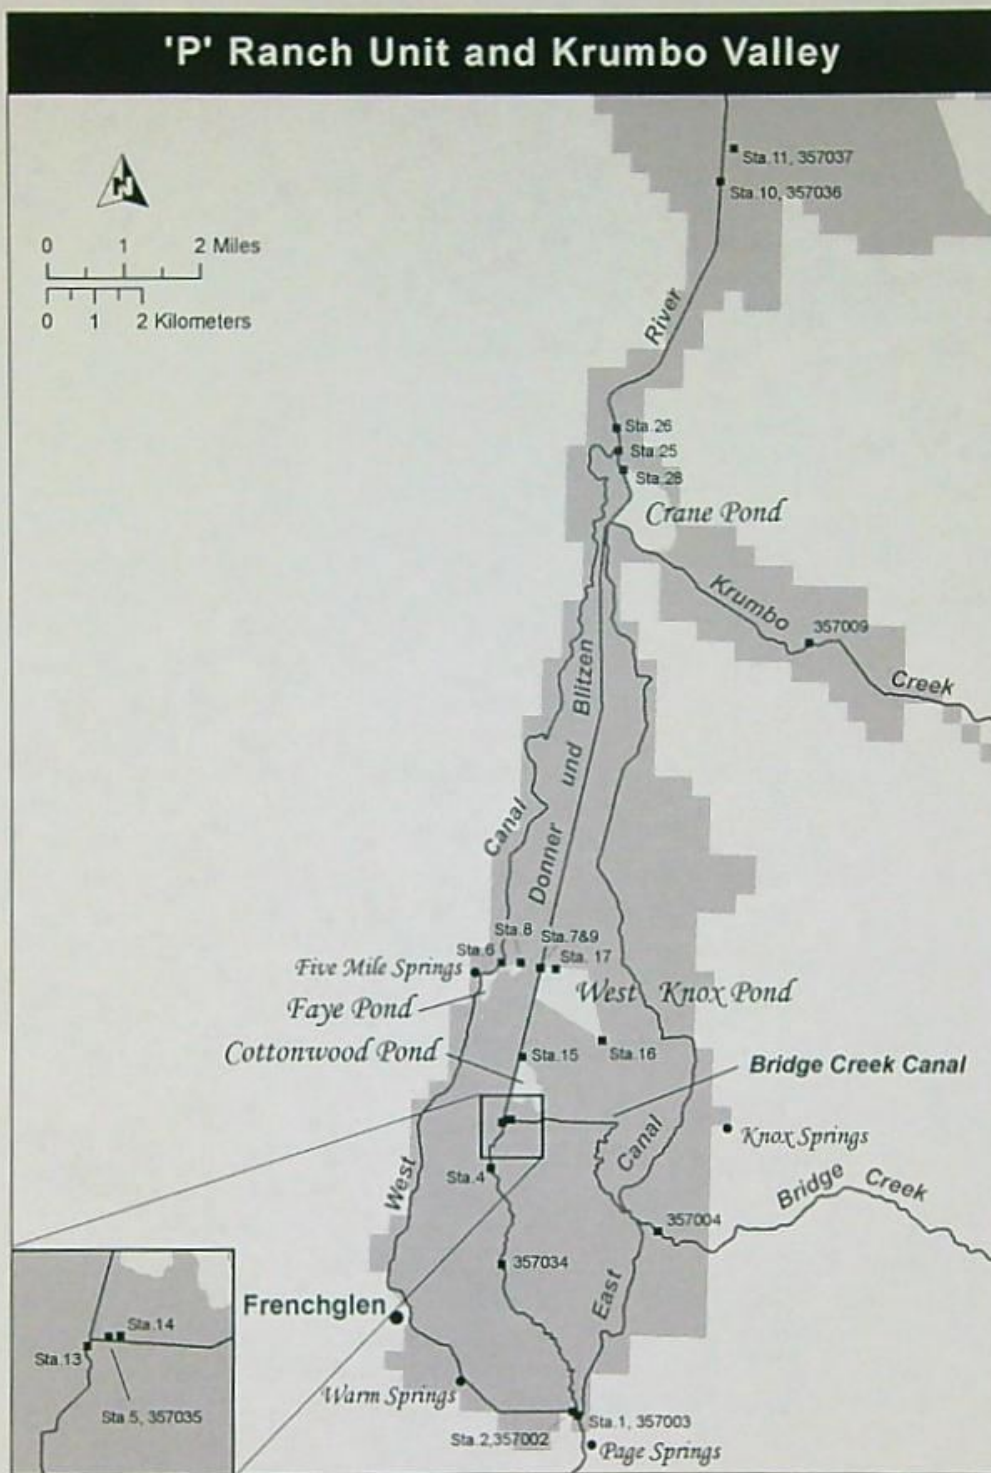 'P' Ranch Unit and Krumbo Valley
Sta.11, 357037
Sta.10, 357036
N
0 1 2 Miles
0 1 2 Kilometers
River
Sta.26
Sta.25
Sta.28
Crane Pond
Krumbo
357009
Creek
Blitzen
und
Canal
Donner
Sta.8
Sta.7&9
Sta.6
Sta. 17
Five Mile Springs
West Knox Pond
Faye Pond
Cottonwood Pond
Sta.15
Sta.16
Bridge Creek Canal
Canal
Knox Springs
West
Sta.4
Bridge Creek
357004
357034
East
Frenchglen
Sta.14
Sta.13
Sta.5, 357035
Warm Springs
Sta.1, 357003
Sta.2,357002
Page Springs